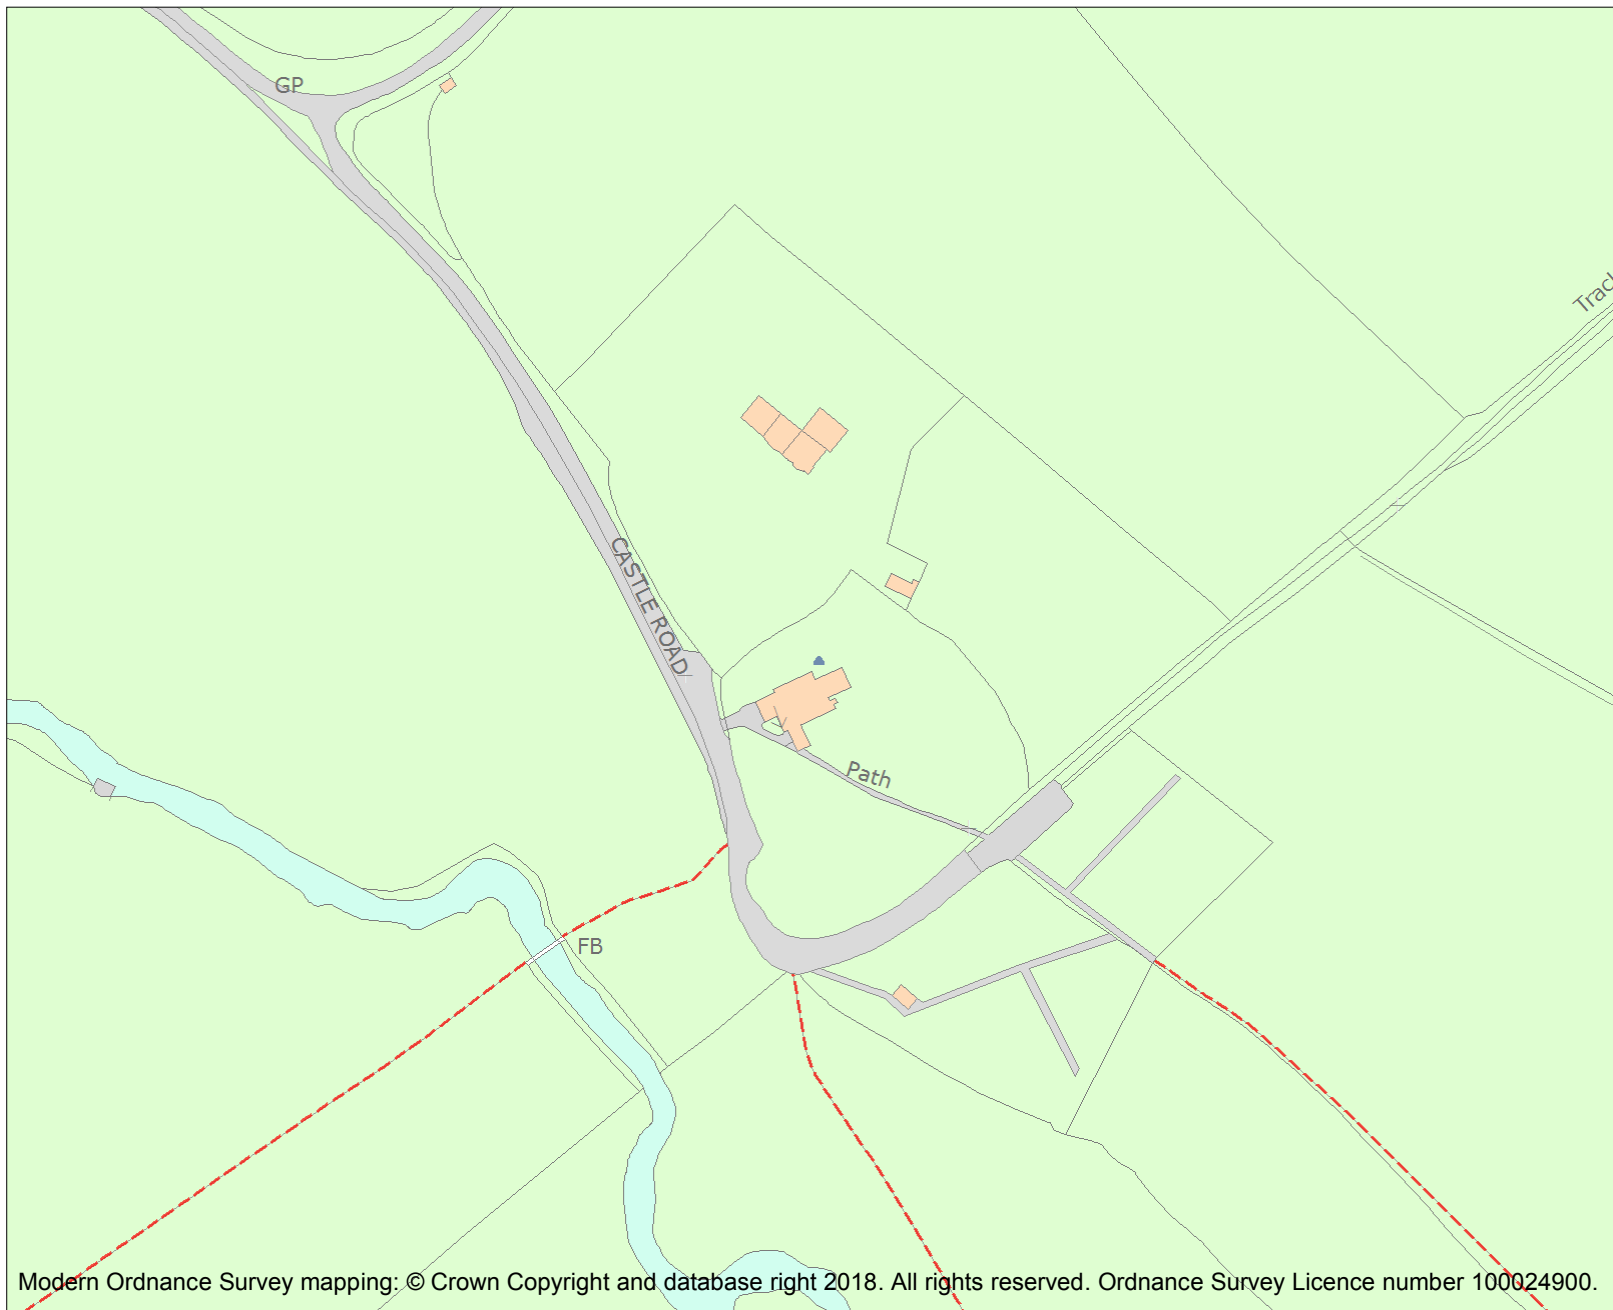 GP
Track
CASTLE ROAD
Path
FB
Modern Ordnance Survey mapping: © Crown Copyright and database right 2018. All rights reserved. Ordnance Survey Licence number 100024900.